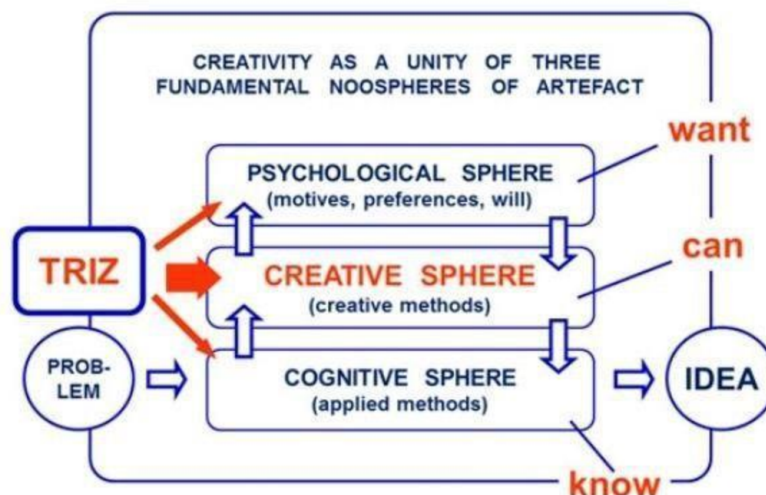 CREATIVITY AS A UNITY OF THREE
FUNDAMENTAL NOOSPHERES OF ARTEFACT
want
PSYCHOLOGICAL SPHERE
(motives, preferences, will)
TRIZ
CREATIVE SPHERE
(creative methods)
can
PROB-
LEM
COGNITIVE SPHERE
(applied methods)
IDEA
know